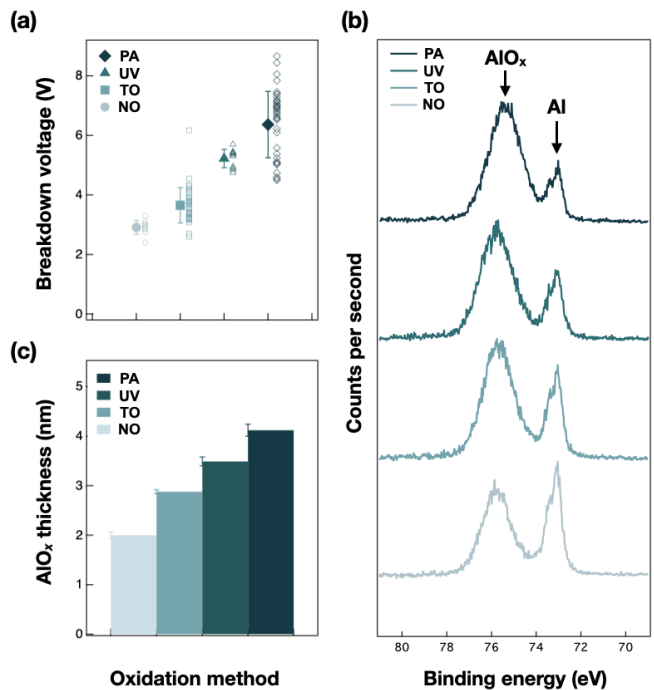 (a)
Breakdown voltage (V)
8
6
4
2
0
PA
UV
TO
NO
(b)
PA
UV
TO
NO
AlOₓ
Al
Counts per second
80 78 76 74 72 70
Binding energy (eV)
(c)
AlOₓ thickness (nm)
5
4
3
2
1
0
PA
UV
TO
NO
Oxidation method